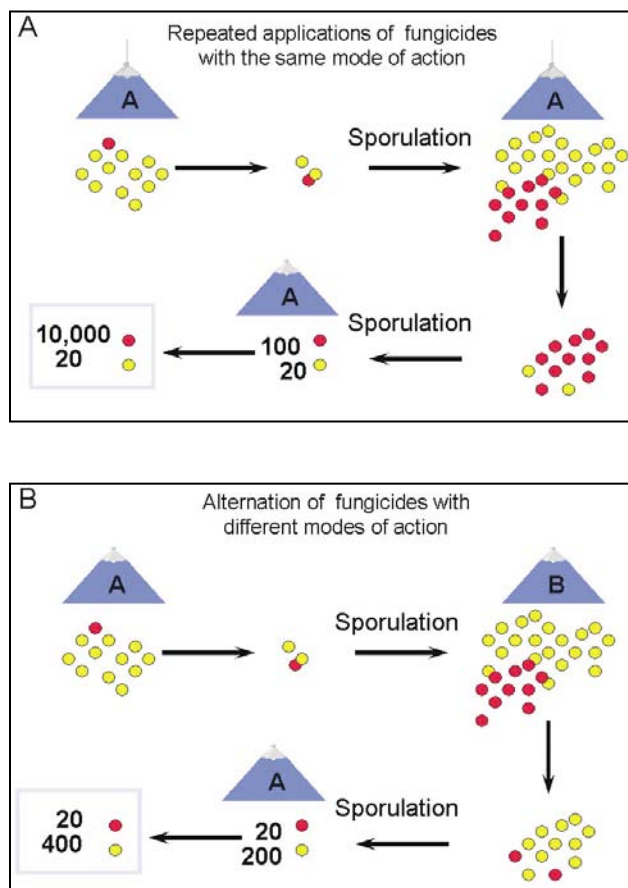 A
Repeated applications of fungicides
with the same mode of action
A
A
Sporulation
A
Sporulation
10,000
20
100
20
B
Alternation of fungicides with
different modes of action
A
B
Sporulation
A
Sporulation
20
400
20
200